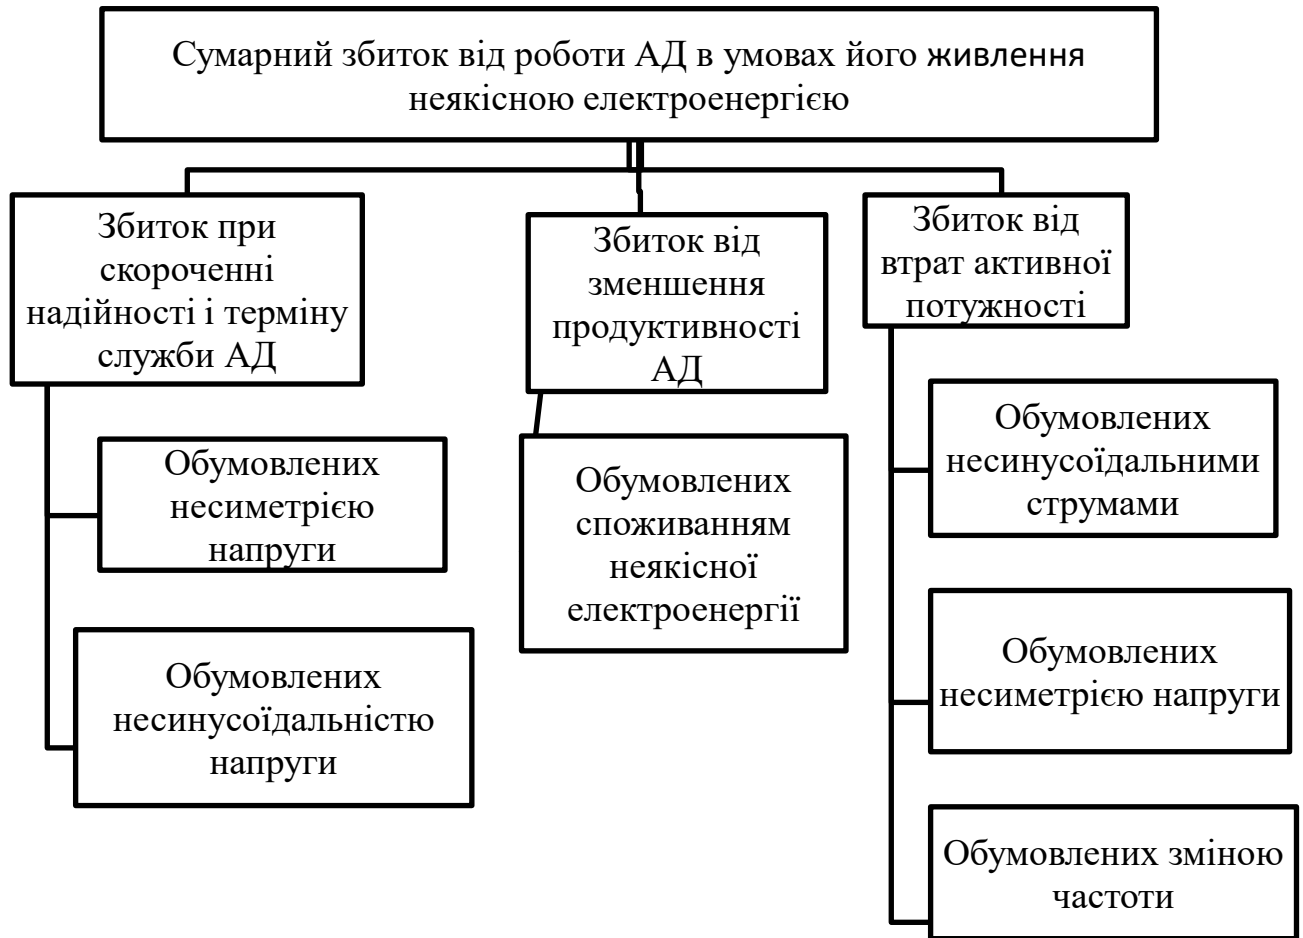 Сумарний збиток від роботи АД в умовах його живлення
неякісною електроенергією
Збиток при
скороченні
надійності і терміну
служби АД
Обумовлених
несиметрією
напруги
Обумовлених
несинусоїдальністю
напруги
Збиток від
зменшення
продуктивності
АД
Обумовлених
споживанням
неякісної
електроенергії
Збиток від
втрат активної
потужності
Обумовлених
несинусоїдальними
струмами
Обумовлених
несиметрією напруги
Обумовлених зміною
частоти